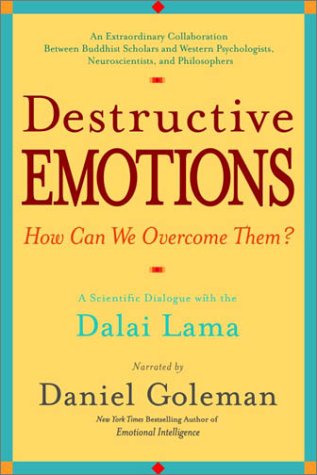 An Extraordinary Collaboration
Between Buddhist Scholars and Western Psychologists,
Neuroscientists, and Philosophers
Destructive
EMOTIONS
How Can We Overcome Them?
A Scientific Dialogue with the
Dalai Lama
Narrated by
Daniel Goleman
New York Times Bestselling Author of
Emotional Intelligence